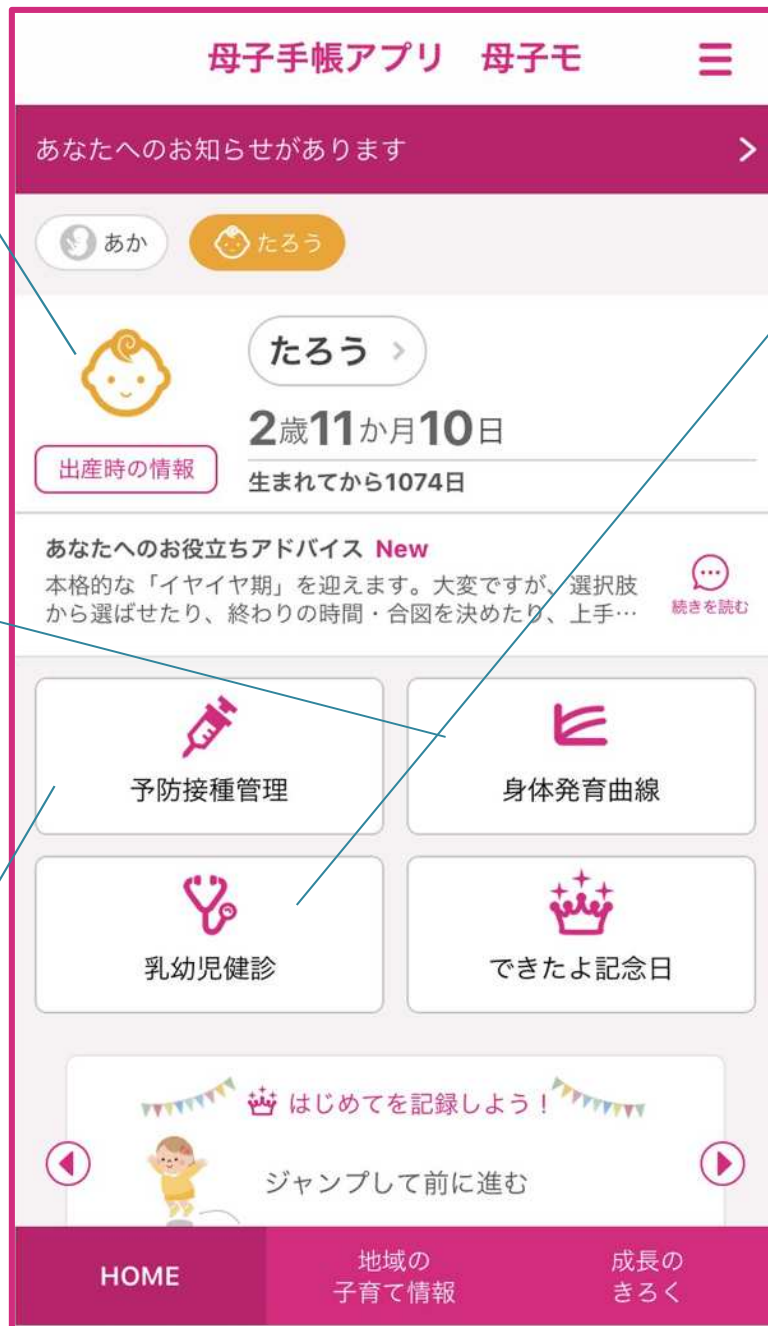 母子手帳アプリ 母子モ
あなたへのお知らせがあります
あか
たろう
たろう
2歳11か月10日
出産時の情報
生まれてから1074日
あなたへのお役立ちアドバイス New
本格的な「イヤイヤ期」を迎えます。大変ですが、選択肢
から選ばせたり、終わりの時間・合図を決めたり、上手…
続きを読む
予防接種管理
身体発育曲線
乳幼児健診
できたよ記念日
はじめてを記録しよう！
ジャンプして前に進む
HOME
地域の
子育て情報
成長の
きろく